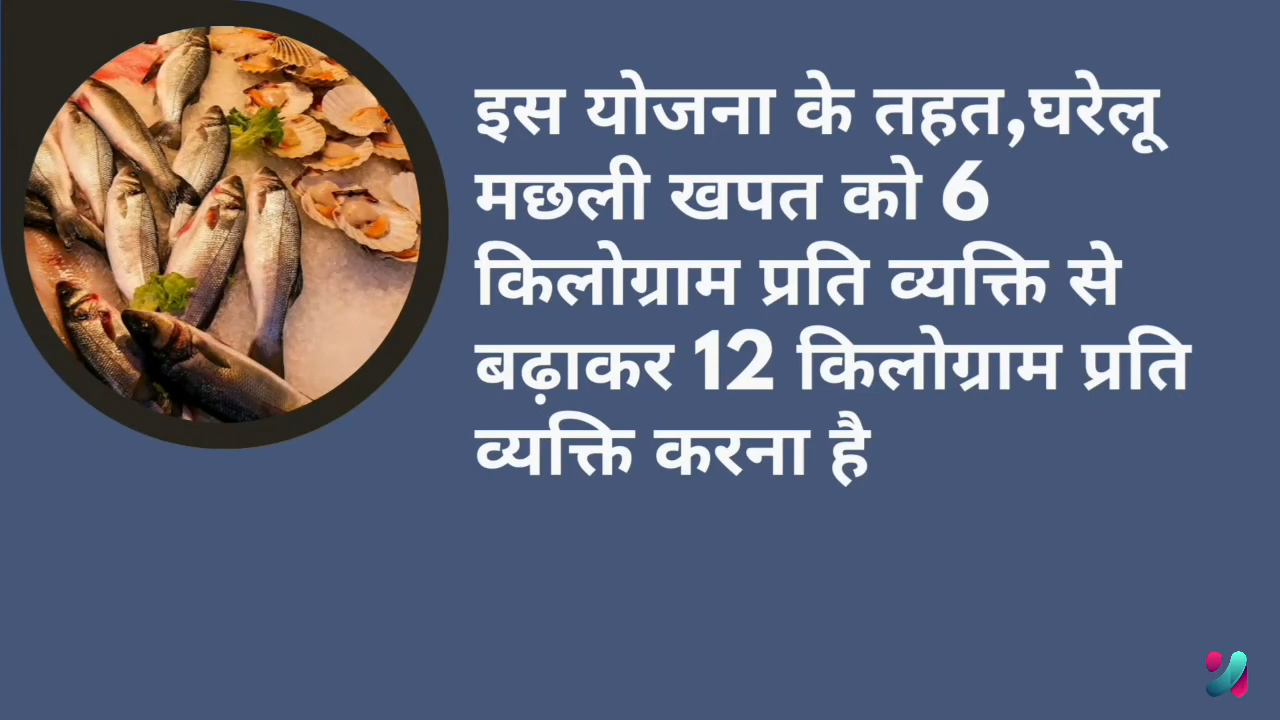 इस योजना के तहत,घरेलू
मछली खपत को 6
किलोग्राम प्रति व्यक्ति से
बढ़ाकर 12 किलोग्राम प्रति
व्यक्ति करना है